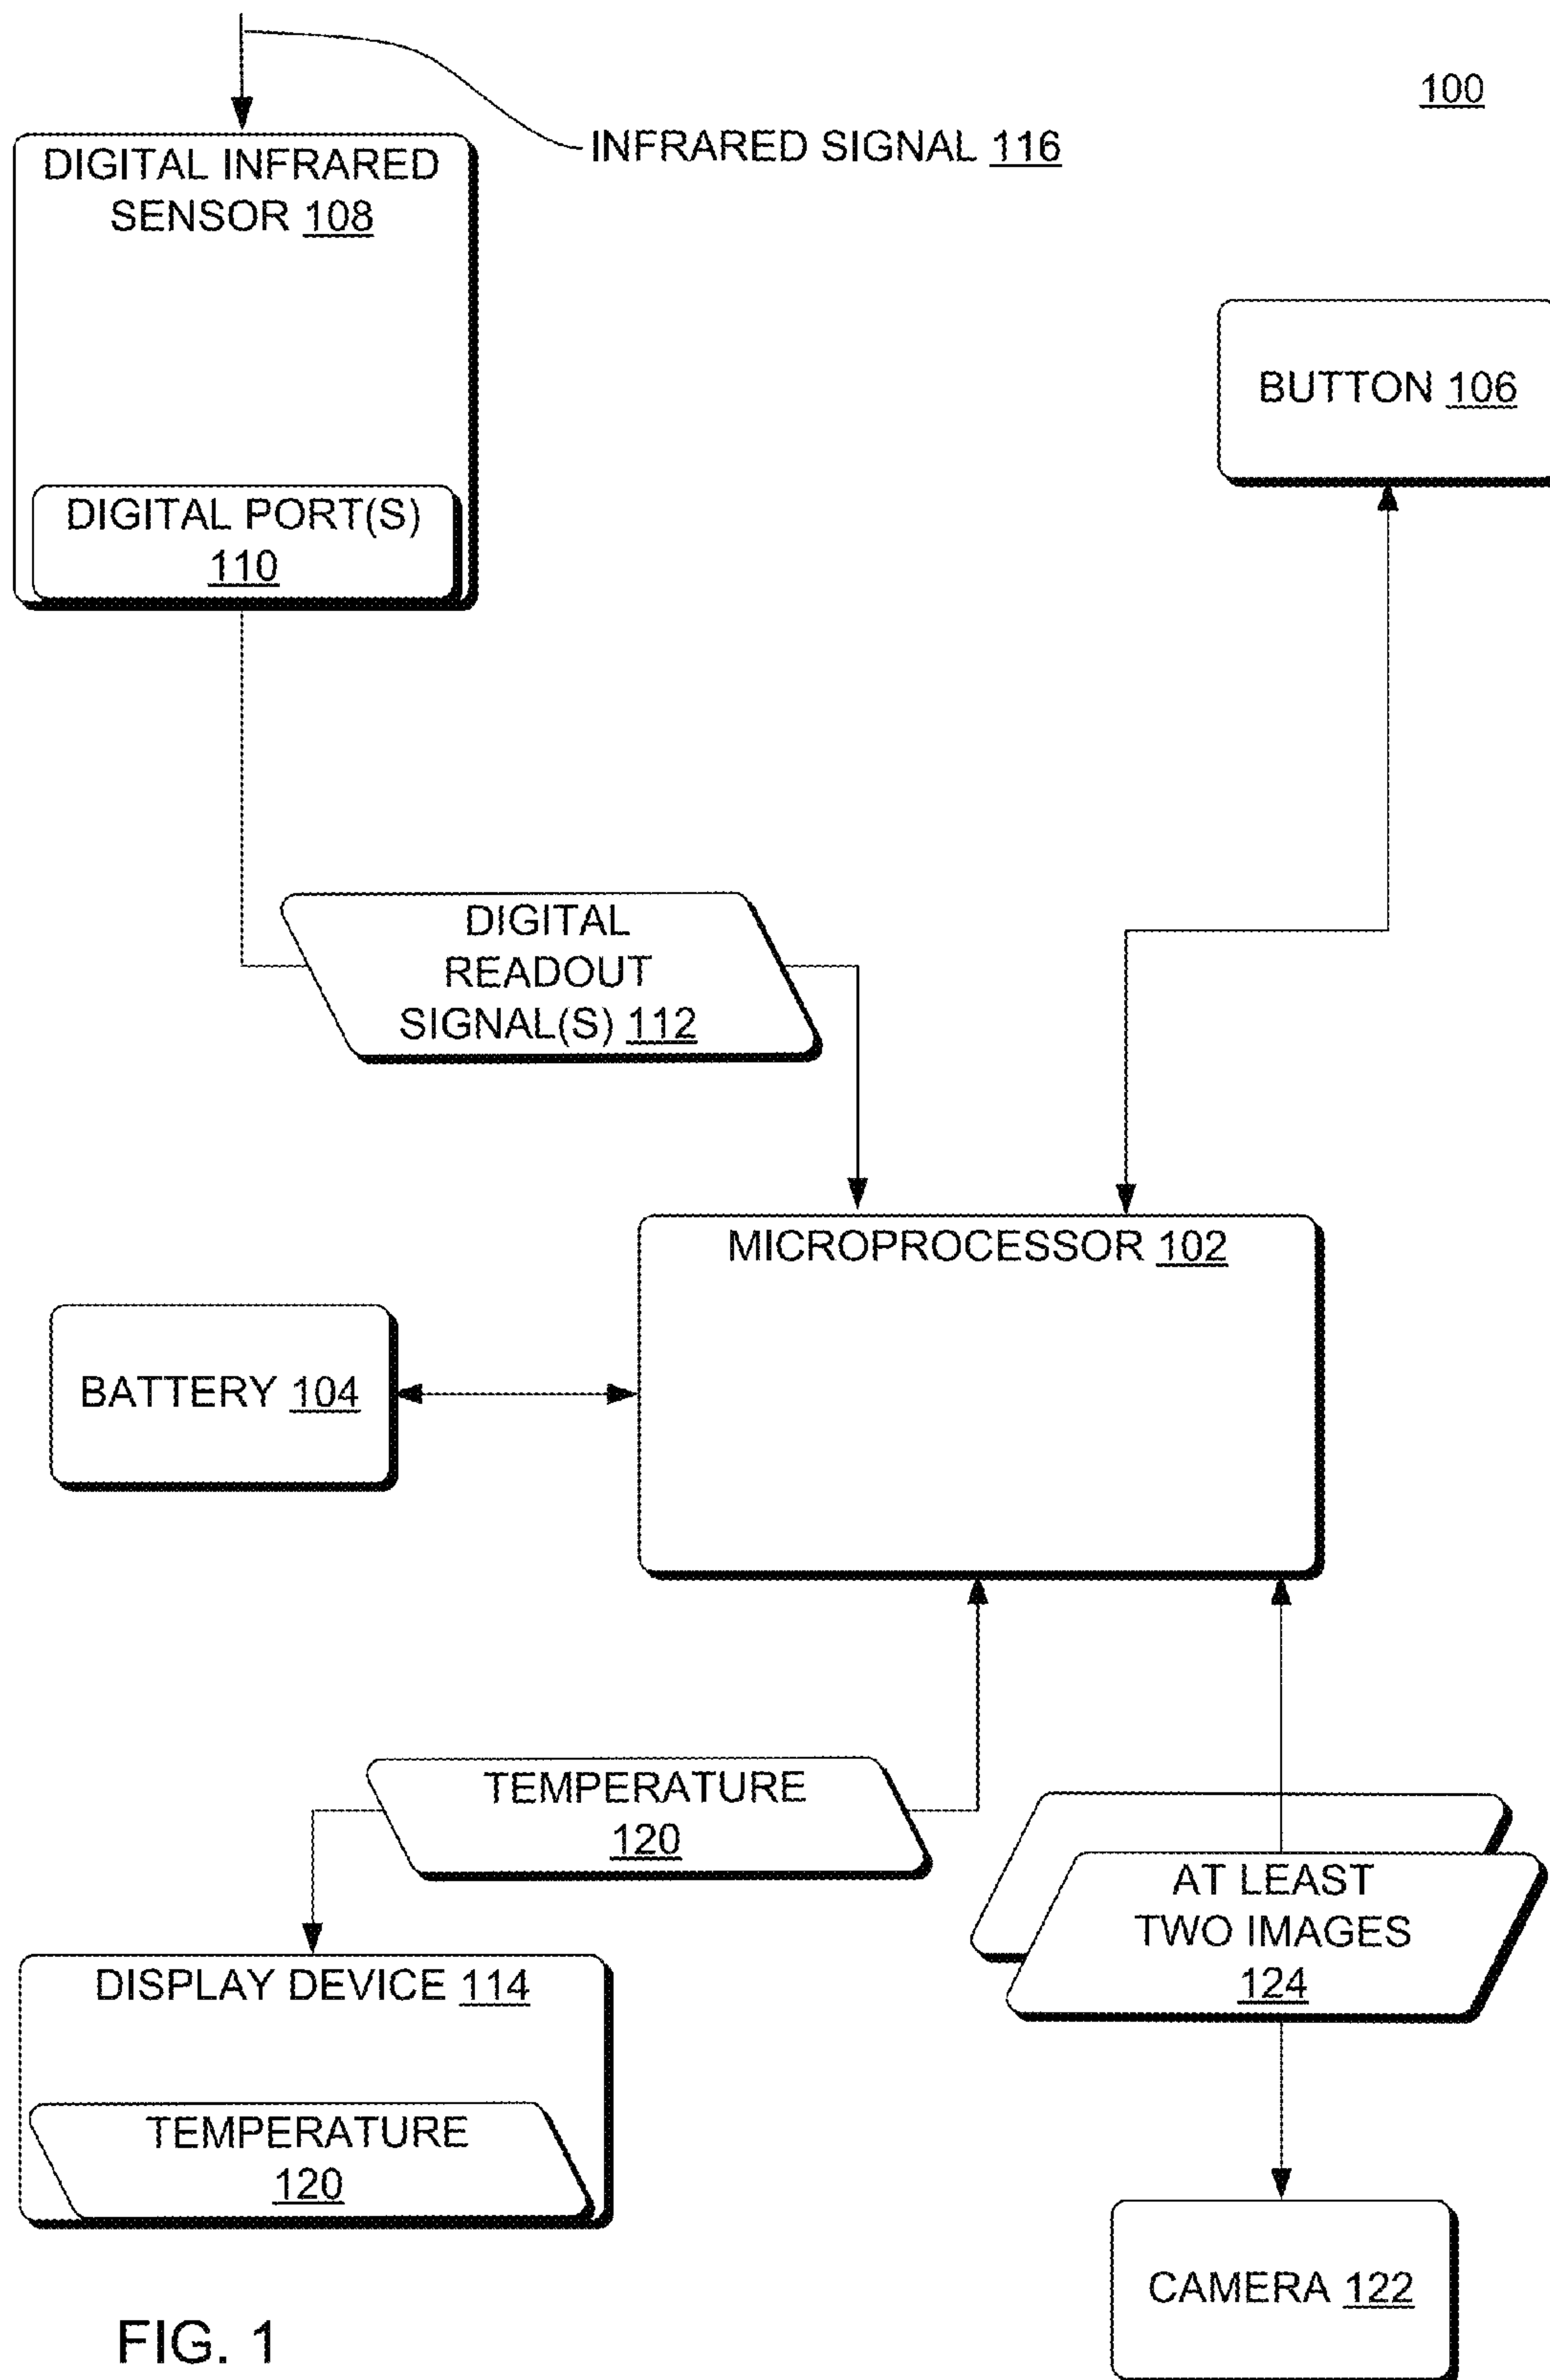 100
INFRARED SIGNAL 116
DIGITAL INFRARED
SENSOR 108
BUTTON 106
DIGITAL PORT(S)
110
DIGITAL
READOUT
SIGNAL(S) 112
MICROPROCESSOR 102
BATTERY 104
TEMPERATURE
120
AT LEAST
TWO IMAGES
124
DISPLAY DEVICE 114
TEMPERATURE
120
CAMERA 122
FIG. 1